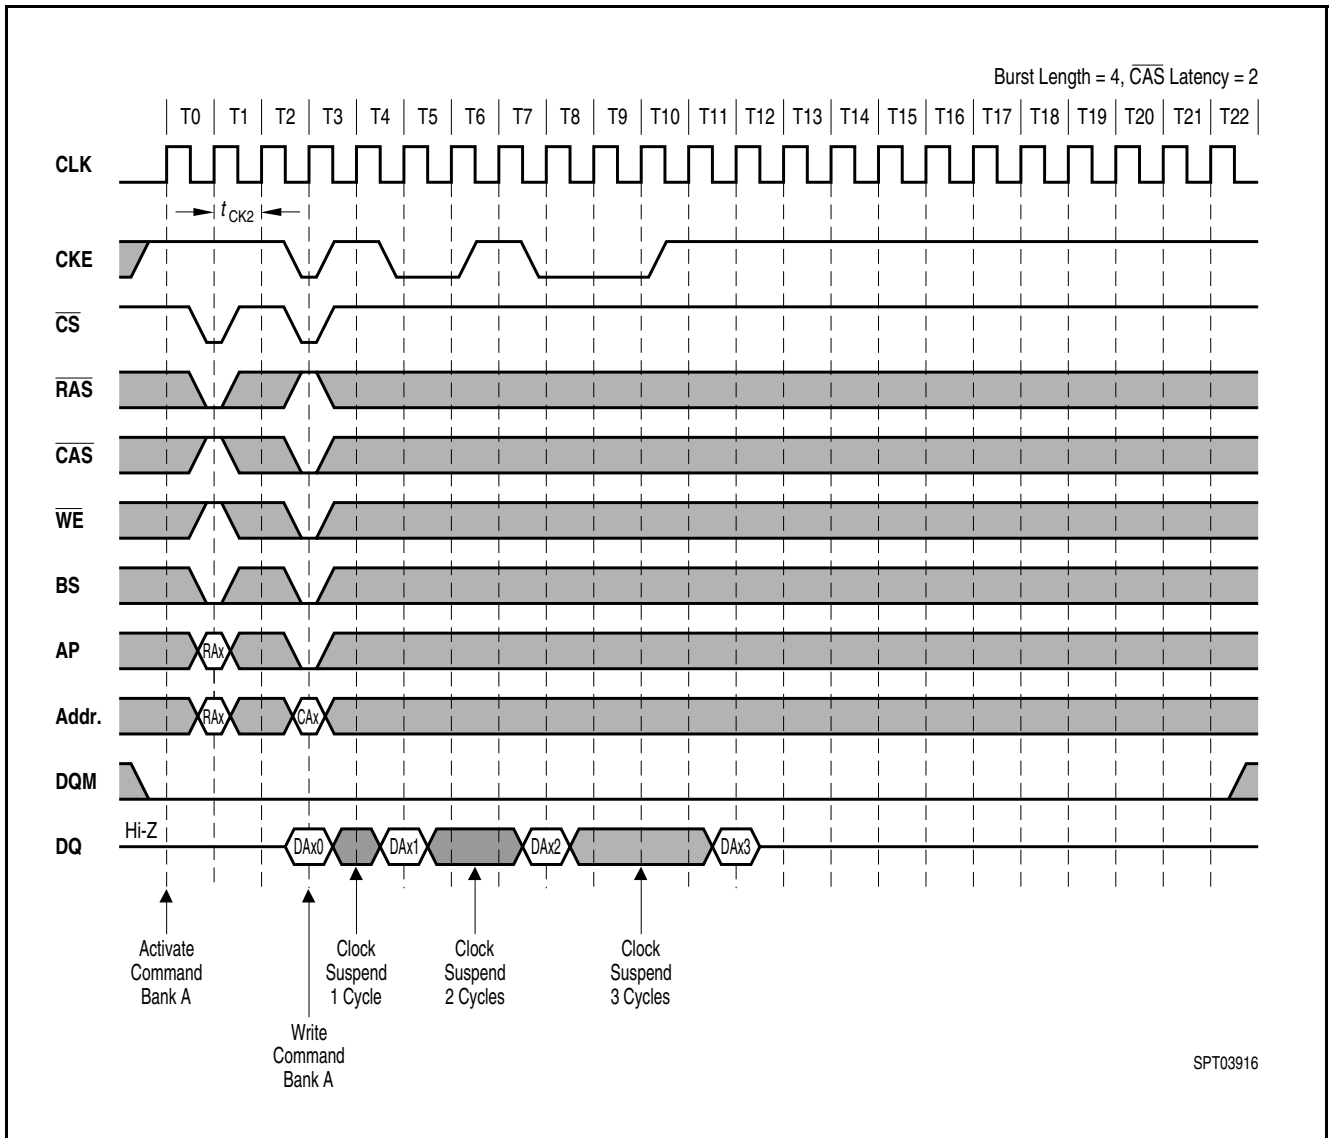 Burst Length = 4, CAS Latency = 2
T0 T1 T2 T3 T4 T5 T6 T7 T8 T9 T10 T11 T12 T13 T14 T15 T16 T17 T18 T19 T20 T21 T22
CLK
t CK2
CKE
CS
RAS
CAS
WE
BS
AP RAx
Addr. RAx CAx
DQM
Hi-Z
DQ DAx0 DAx1 DAx2 DAx3
Activate
Command
Bank A
Write
Command
Bank A
Clock
Suspend
1 Cycle
Clock
Suspend
2 Cycles
Clock
Suspend
3 Cycles
SPT03916